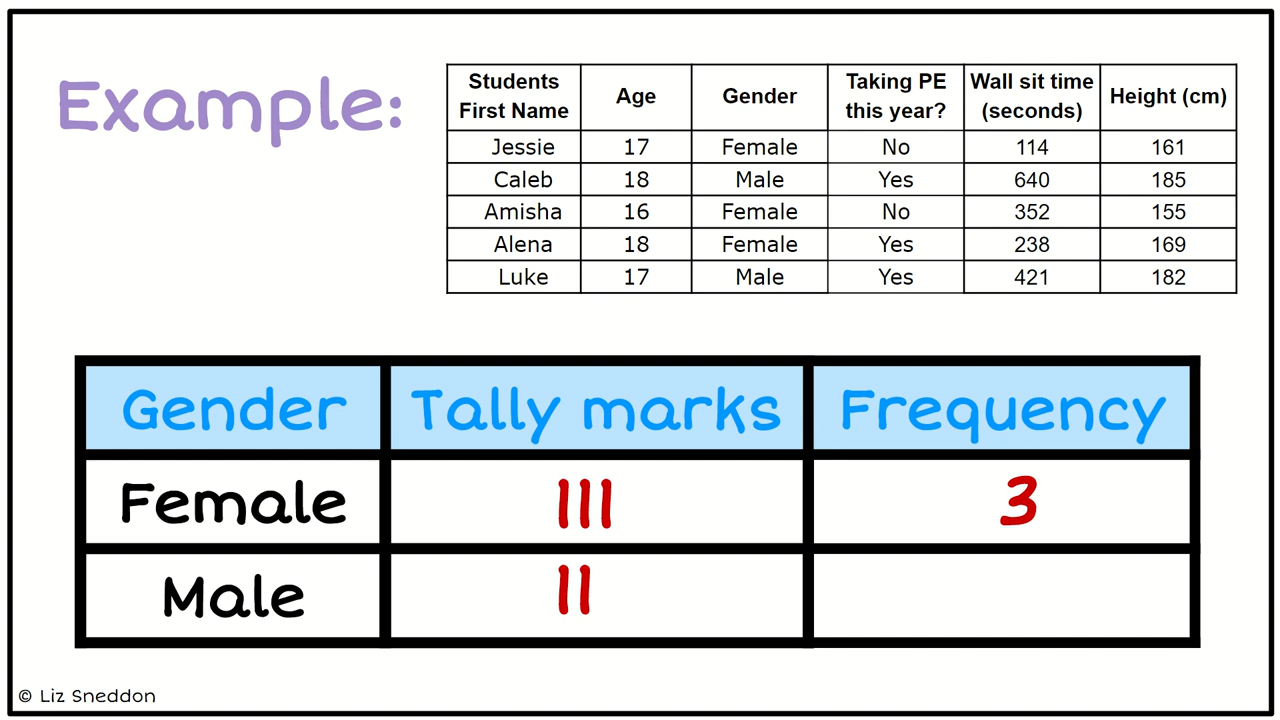 Example:
Students First Name Age Gender Taking PE this year? Wall sit time (seconds) Height (cm)
Jessie 17 Female No 114 161
Caleb 18 Male Yes 640 185
Amisha 16 Female No 352 155
Alena 18 Female Yes 238 169
Luke 17 Male Yes 421 182
Gender Tally marks Frequency
Female III 3
Male II
© Liz Sneddon